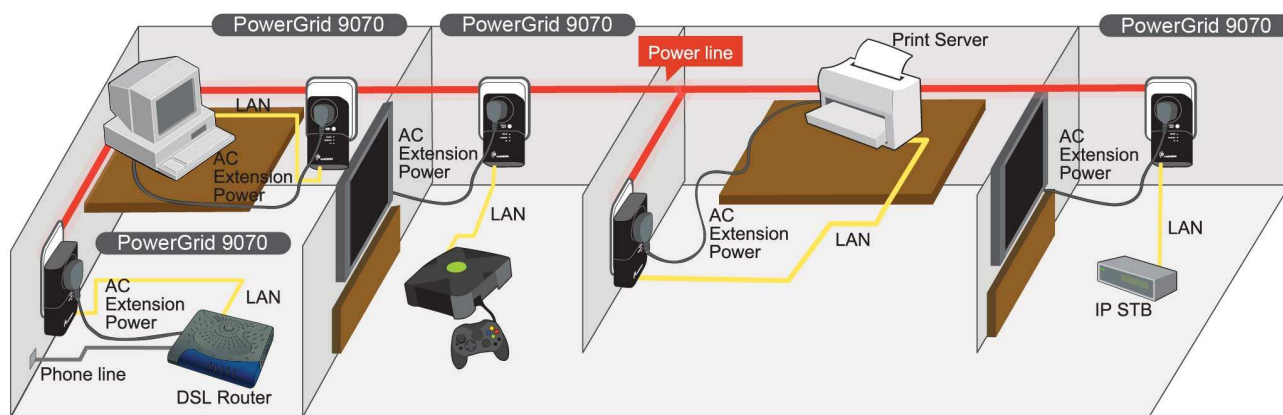 PowerGrid 9070
PowerGrid 9070
PowerGrid 9070
Print Server
Power line
LAN
AC
Extension
Power
AC
Extension
Power
AC
Extension
Power
LAN
AC
Extension
Power
LAN
LAN
PowerGrid 9070
LAN
AC
Extension
Power
IP STB
Phone line
DSL Router